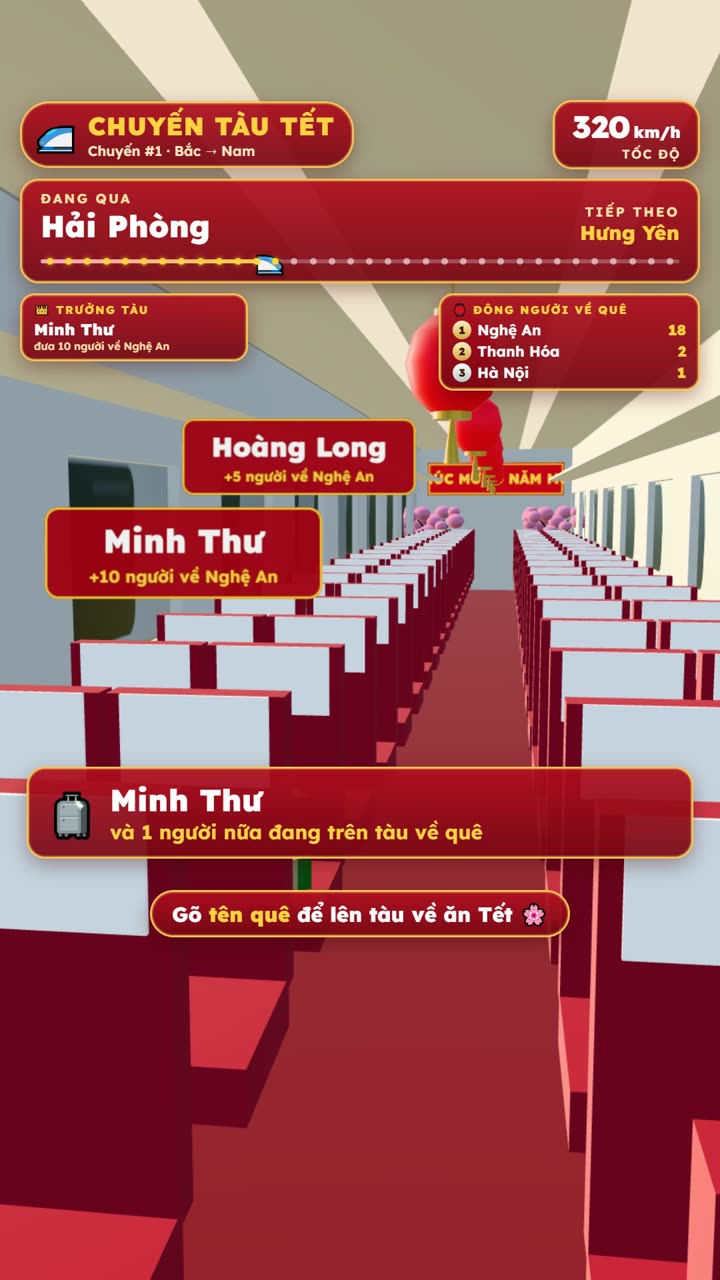 CHUYẾN TÀU TẾT
Chuyến #1 · Bắc → Nam
320 km/h
TỐC ĐỘ
ĐANG QUA
Hải Phòng
TIẾP THEO
Hưng Yên
TRƯỞNG TÀU
Minh Thư
đưa 10 người về Nghệ An
ĐÔNG NGƯỜI VỀ QUÊ
1 Nghệ An 18
2 Thanh Hóa 2
3 Hà Nội 1
Hoàng Long
+5 người về Nghệ An
NĂM
Minh Thư
+10 người về Nghệ An
Minh Thư
và 1 người nữa đang trên tàu về quê
Gõ tên quê để lên tàu về ăn Tết